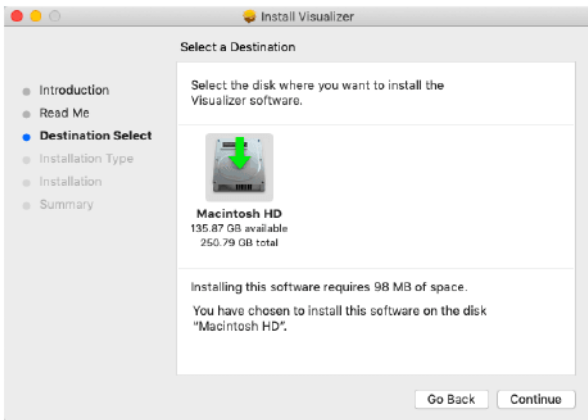 Install Visualizer
Select a Destination
Introduction
Read Me
Destination Select
Installation Type
Installation
Summary
Select the disk where you want to install the
Visualizer software.
Macintosh HD
135.87 GB available
250.79 GB total
Installing this software requires 98 MB of space.
You have chosen to install this software on the disk
“Macintosh HD”.
Go Back
Continue